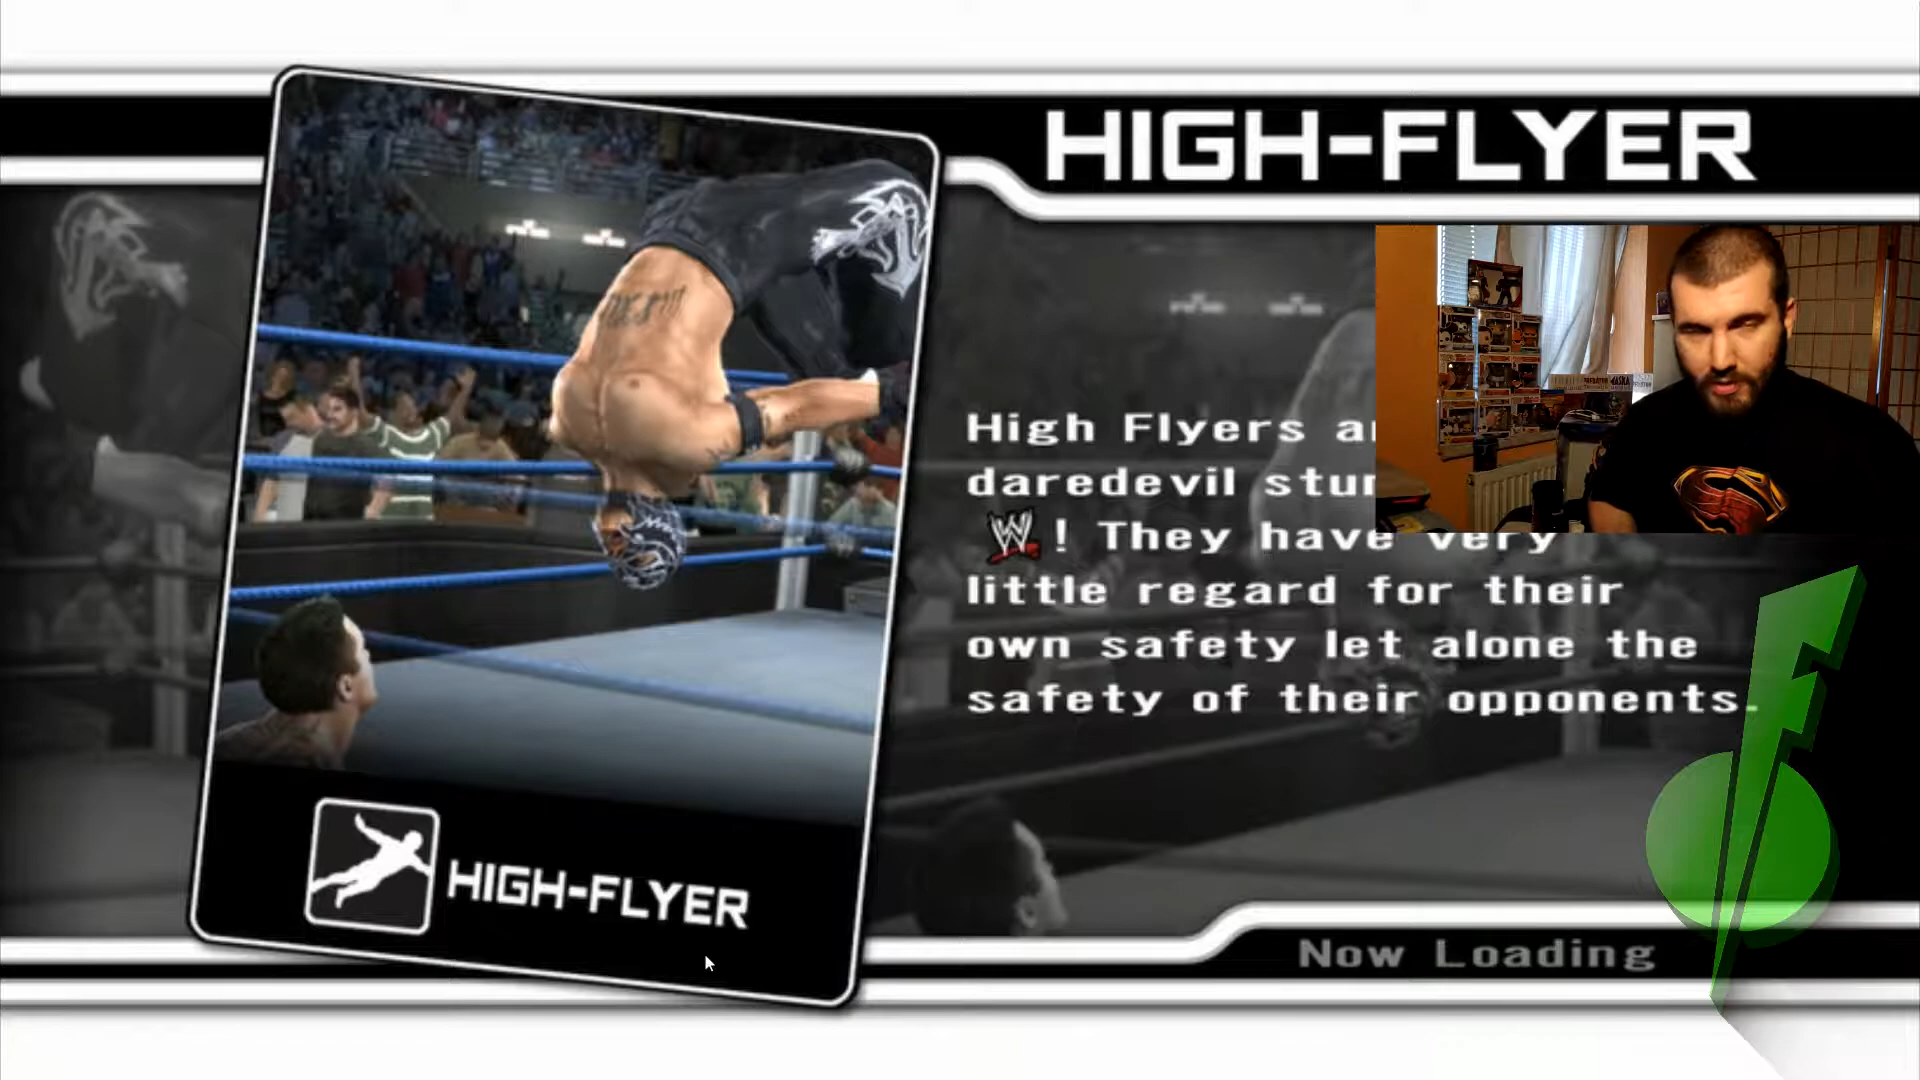 HIGH-FLYER
High Flyers
daredevil
W! They have very
little regard for their
own safety let alone the
safety of their opponents.
HIGH-FLYER
Now Loading